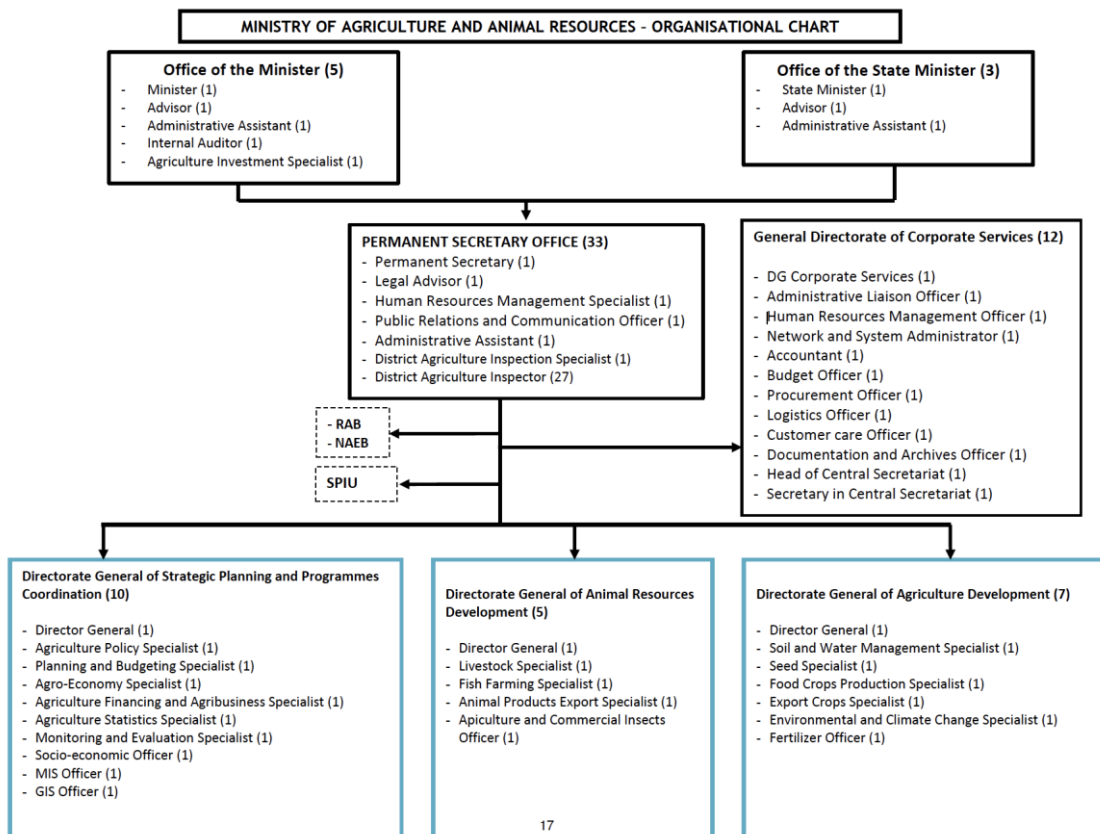 MINISTRY OF AGRICULTURE AND ANIMAL RESOURCES – ORGANISATIONAL CHART
Office of the Minister (5)
- Minister (1)
- Advisor (1)
- Administrative Assistant (1)
- Internal Auditor (1)
- Agriculture Investment Specialist (1)
Office of the State Minister (3)
- State Minister (1)
- Advisor (1)
- Administrative Assistant (1)
PERMANENT SECRETARY OFFICE (33)
- Permanent Secretary (1)
- Legal Advisor (1)
- Human Resources Management Specialist (1)
- Public Relations and Communication Officer (1)
- Administrative Assistant (1)
- District Agriculture Inspection Specialist (1)
- District Agriculture Inspector (27)
General Directorate of Corporate Services (12)
- DG Corporate Services (1)
- Administrative Liaison Officer (1)
- Human Resources Management Officer (1)
- Network and System Administrator (1)
- Accountant (1)
- Budget Officer (1)
- Procurement Officer (1)
- Logistics Officer (1)
- Customer care Officer (1)
- Documentation and Archives Officer (1)
- Head of Central Secretariat (1)
- Secretary in Central Secretariat (1)
- RAB
- NAEB
SPIU
Directorate General of Strategic Planning and Programmes
Coordination (10)
- Director General (1)
- Agriculture Policy Specialist (1)
- Planning and Budgeting Specialist (1)
- Agro-Economy Specialist (1)
- Agriculture Financing and Agribusiness Specialist (1)
- Agriculture Statistics Specialist (1)
- Monitoring and Evaluation Specialist (1)
- Socio-economic Officer (1)
- MIS Officer (1)
- GIS Officer (1)
Directorate General of Animal Resources
Development (5)
- Director General (1)
- Livestock Specialist (1)
- Fish Farming Specialist (1)
- Animal Products Export Specialist (1)
- Apiculture and Commercial Insects
Officer (1)
Directorate General of Agriculture Development (7)
- Director General (1)
- Soil and Water Management Specialist (1)
- Seed Specialist (1)
- Food Crops Production Specialist (1)
- Export Crops Specialist (1)
- Environmental and Climate Change Specialist (1)
- Fertilizer Officer (1)
17